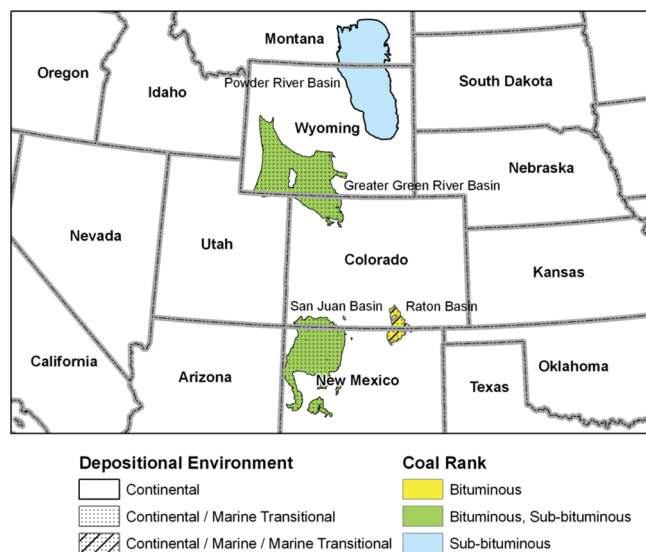 Montana
Oregon
Idaho
Powder River Basin
South Dakota
Wyoming
Nebraska
Greater Green River Basin
Nevada
Utah
Colorado
Kansas
San Juan Basin
Raton Basin
California
Arizona
New Mexico
Texas
Oklahoma
Depositional Environment
Continental
Continental / Marine Transitional
Continental / Marine / Marine Transitional
Coal Rank
Bituminous
Bituminous, Sub-bituminous
Sub-bituminous